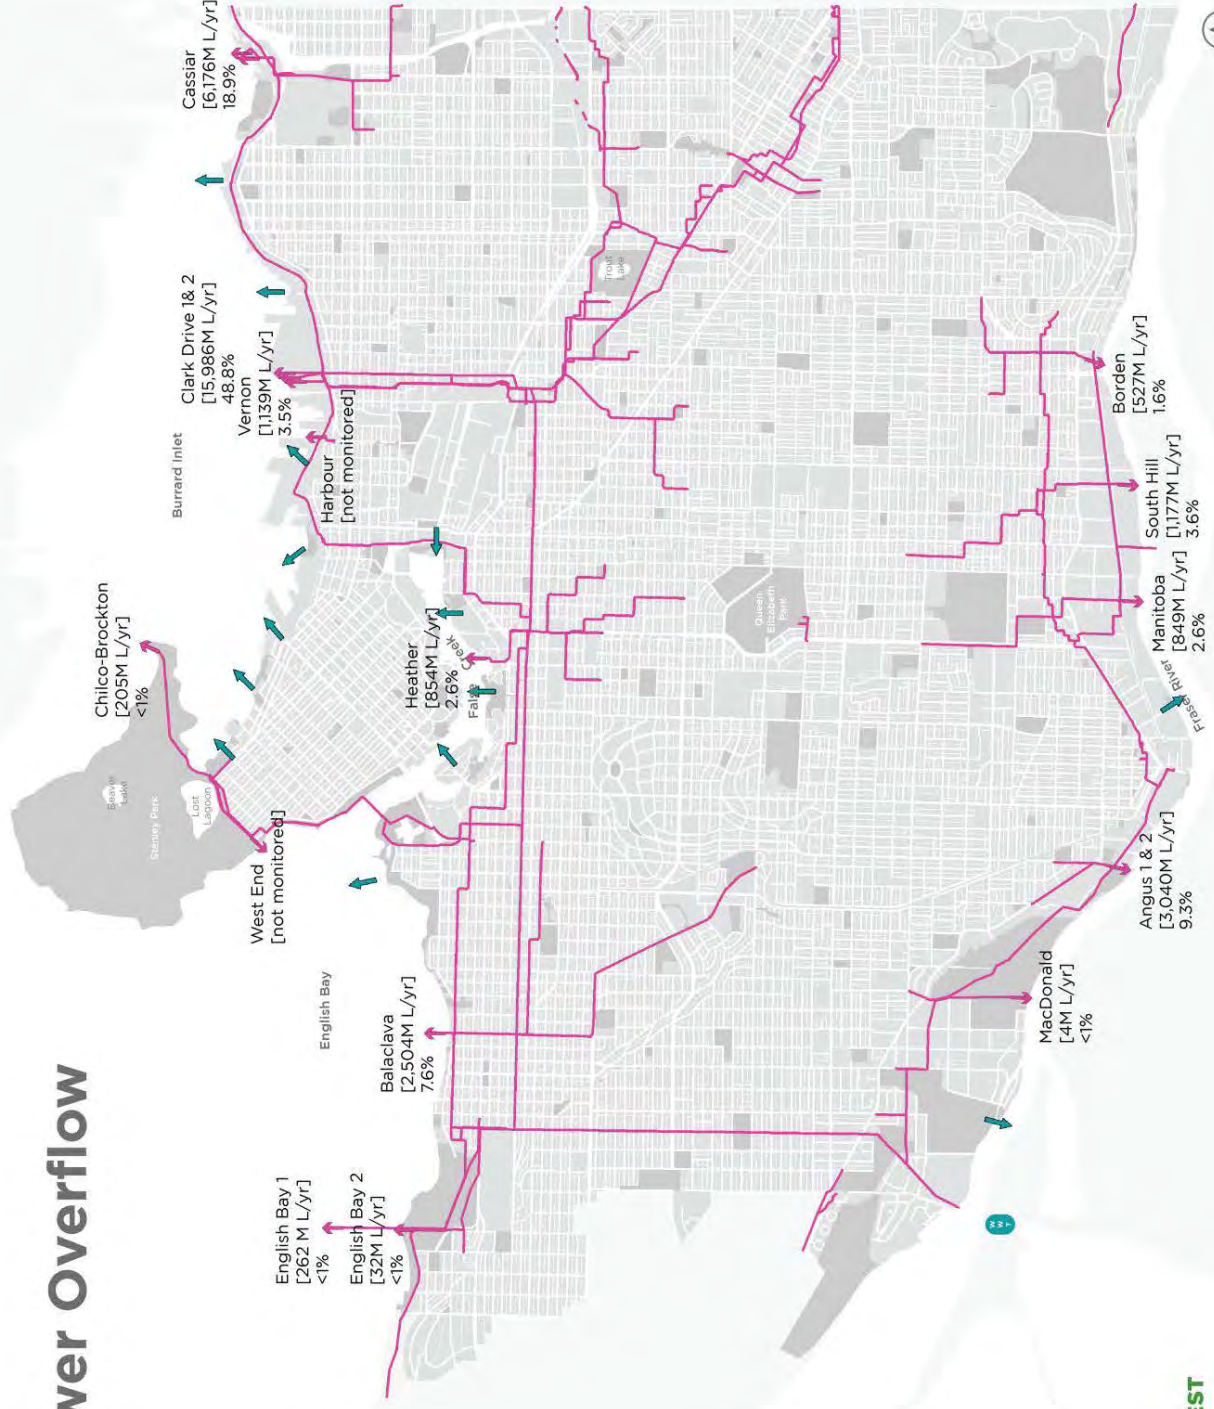 wer Overflow
Chilco-Brockton
[205M L/yr]
<1%
Burrard Inlet
Clark Drive 1& 2
[15,986M L/yr]
48.8%
Cassiar
[6,176M L/yr]
18.9%
Vernon
[1,139M L/yr]
3.5%
Harbour
[not monitored]
Beaver
Lake
Stanley Park
Lost
Lagoon
West End
[not monitored]
English Bay
English Bay 1
[262 M L/yr]
<1%
English Bay 2
[32M L/yr]
<1%
Balaclava
[2,504M L/yr]
7.6%
Heather
[854M L/yr]
2.6%
False Creek
Trout
Lake
Queen
Elizabeth
Park
WWT
MacDonald
[4M L/yr]
<1%
Angus 1 & 2
[3,040M L/yr]
9.3%
Fraser River
Manitoba
[849M L/yr]
2.6%
South Hill
[1,177M L/yr]
3.6%
Borden
[527M L/yr]
1.6%
EST